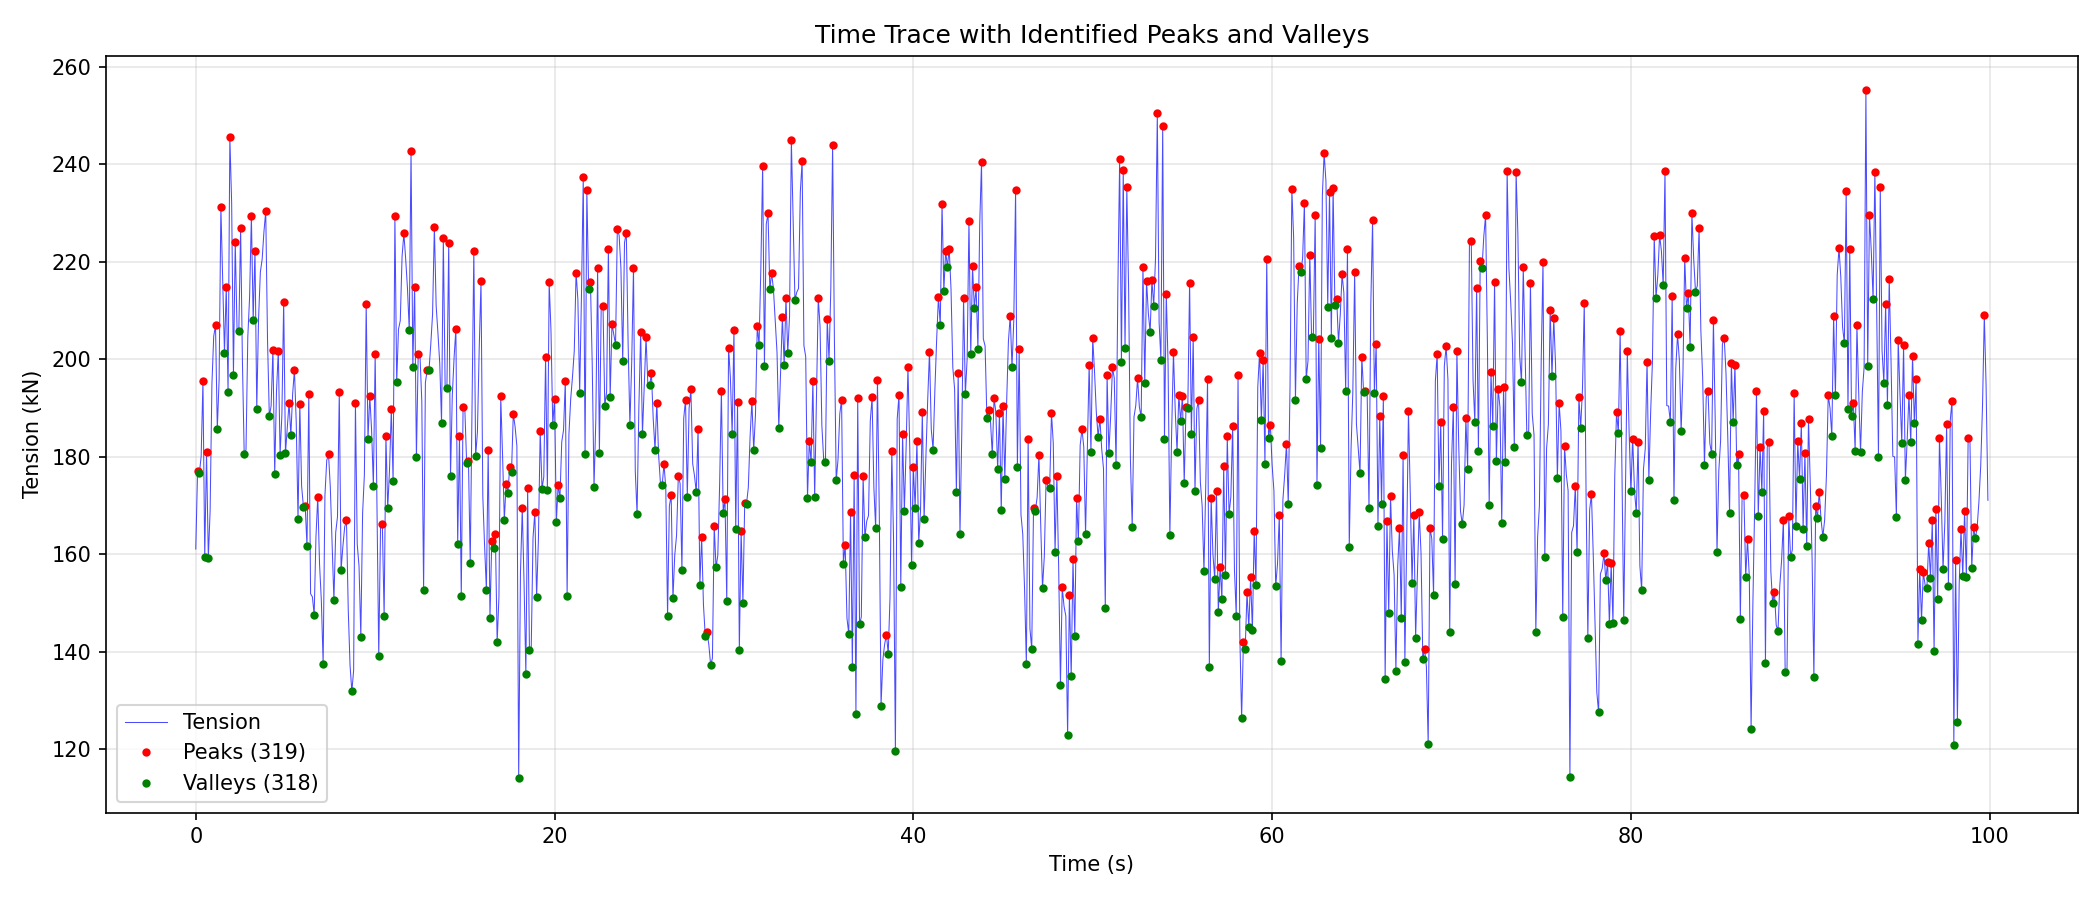 Time Trace with Identified Peaks and Valleys
260
240
220
200
180
160
140
120
Tension (kN)
Tension
Peaks (319)
Valleys (318)
0
20
40
60
80
100
Time (s)